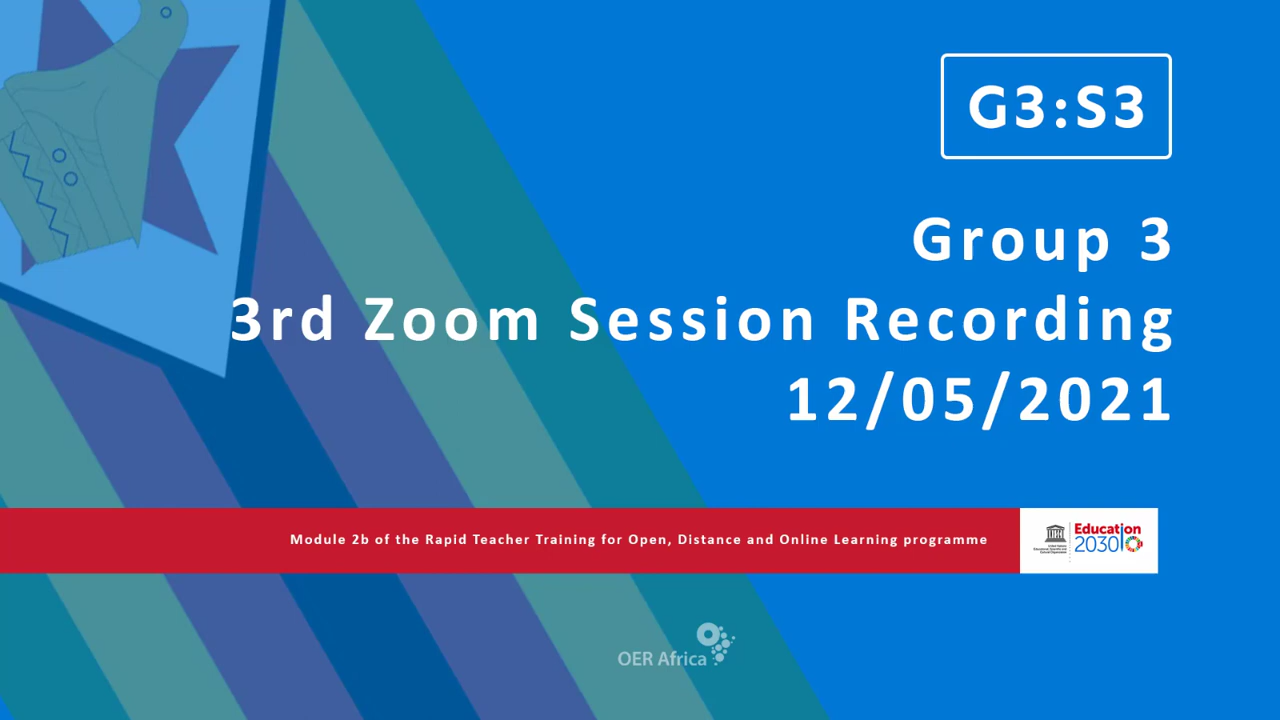 G3:S3
Group 3
3rd Zoom Session Recording
12/05/2021
Module 2b of the Rapid Teacher Training for Open, Distance and Online Learning programme
Education
2030
OER Africa